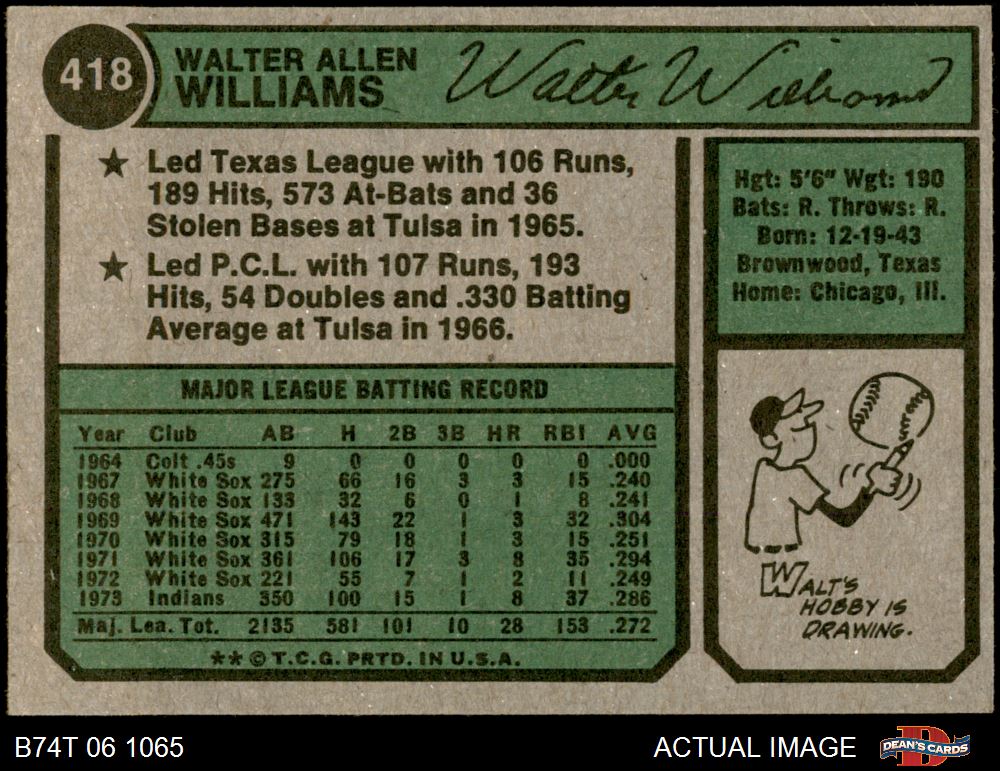 418
WALTER ALLEN
WILLIAMS
Walter Williams
★ Led Texas League with 106 Runs,
189 Hits, 573 At-Bats and 36
Stolen Bases at Tulsa in 1965.
★ Led P.C.L. with 107 Runs, 193
Hits, 54 Doubles and .330 Batting
Average at Tulsa in 1966.
Hgt: 5'6" Wgt: 190
Bats: R. Throws: R.
Born: 12-19-43
Brownwood, Texas
Home: Chicago, Ill.
MAJOR LEAGUE BATTING RECORD
Year Club AB H 2B 3B HR RBI AVG
1964 Colt .45s 9 0 0 0 0 0 .000
1967 White Sox 275 66 16 3 3 15 .240
1968 White Sox 133 32 6 0 1 8 .241
1969 White Sox 471 143 22 1 3 32 .304
1970 White Sox 315 79 18 1 3 15 .251
1971 White Sox 361 106 17 3 8 35 .294
1972 White Sox 221 55 7 1 2 11 .249
1973 Indians 350 100 15 1 8 37 .286
Maj. Lea. Tot. 2135 581 101 10 28 153 .272
**©T.C.G. PRTD. IN U.S.A.
WALT'S
HOBBY IS
DRAWING.
B74T 06 1065
ACTUAL IMAGE
DEAN'S CARDS